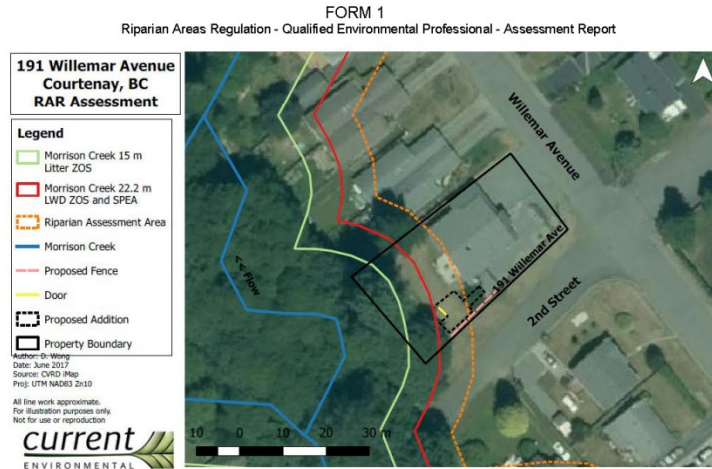 FORM 1
Riparian Areas Regulation - Qualified Environmental Professional - Assessment Report
191 Willemar Avenue
Courtenay, BC
RAR Assessment
Legend
Morrison Creek 15 m
Litter ZOS
Morrison Creek 22.2 m
LWD ZOS and SPEA
Riparian Assessment Area
Morrison Creek
Proposed Fence
Door
Proposed Addition
Property Boundary
Author: D. Wong
Date: June 2017
Source: CVRD iMap
Proj: UTM NAD83 Zn10
All line work approximate.
For illustration purposes only.
Not for use or reproduction
current
ENVIRONMENTAL
Willemar Avenue
191 Willemar Ave
2nd Street
<< Flow
10 0 10 20 30 m